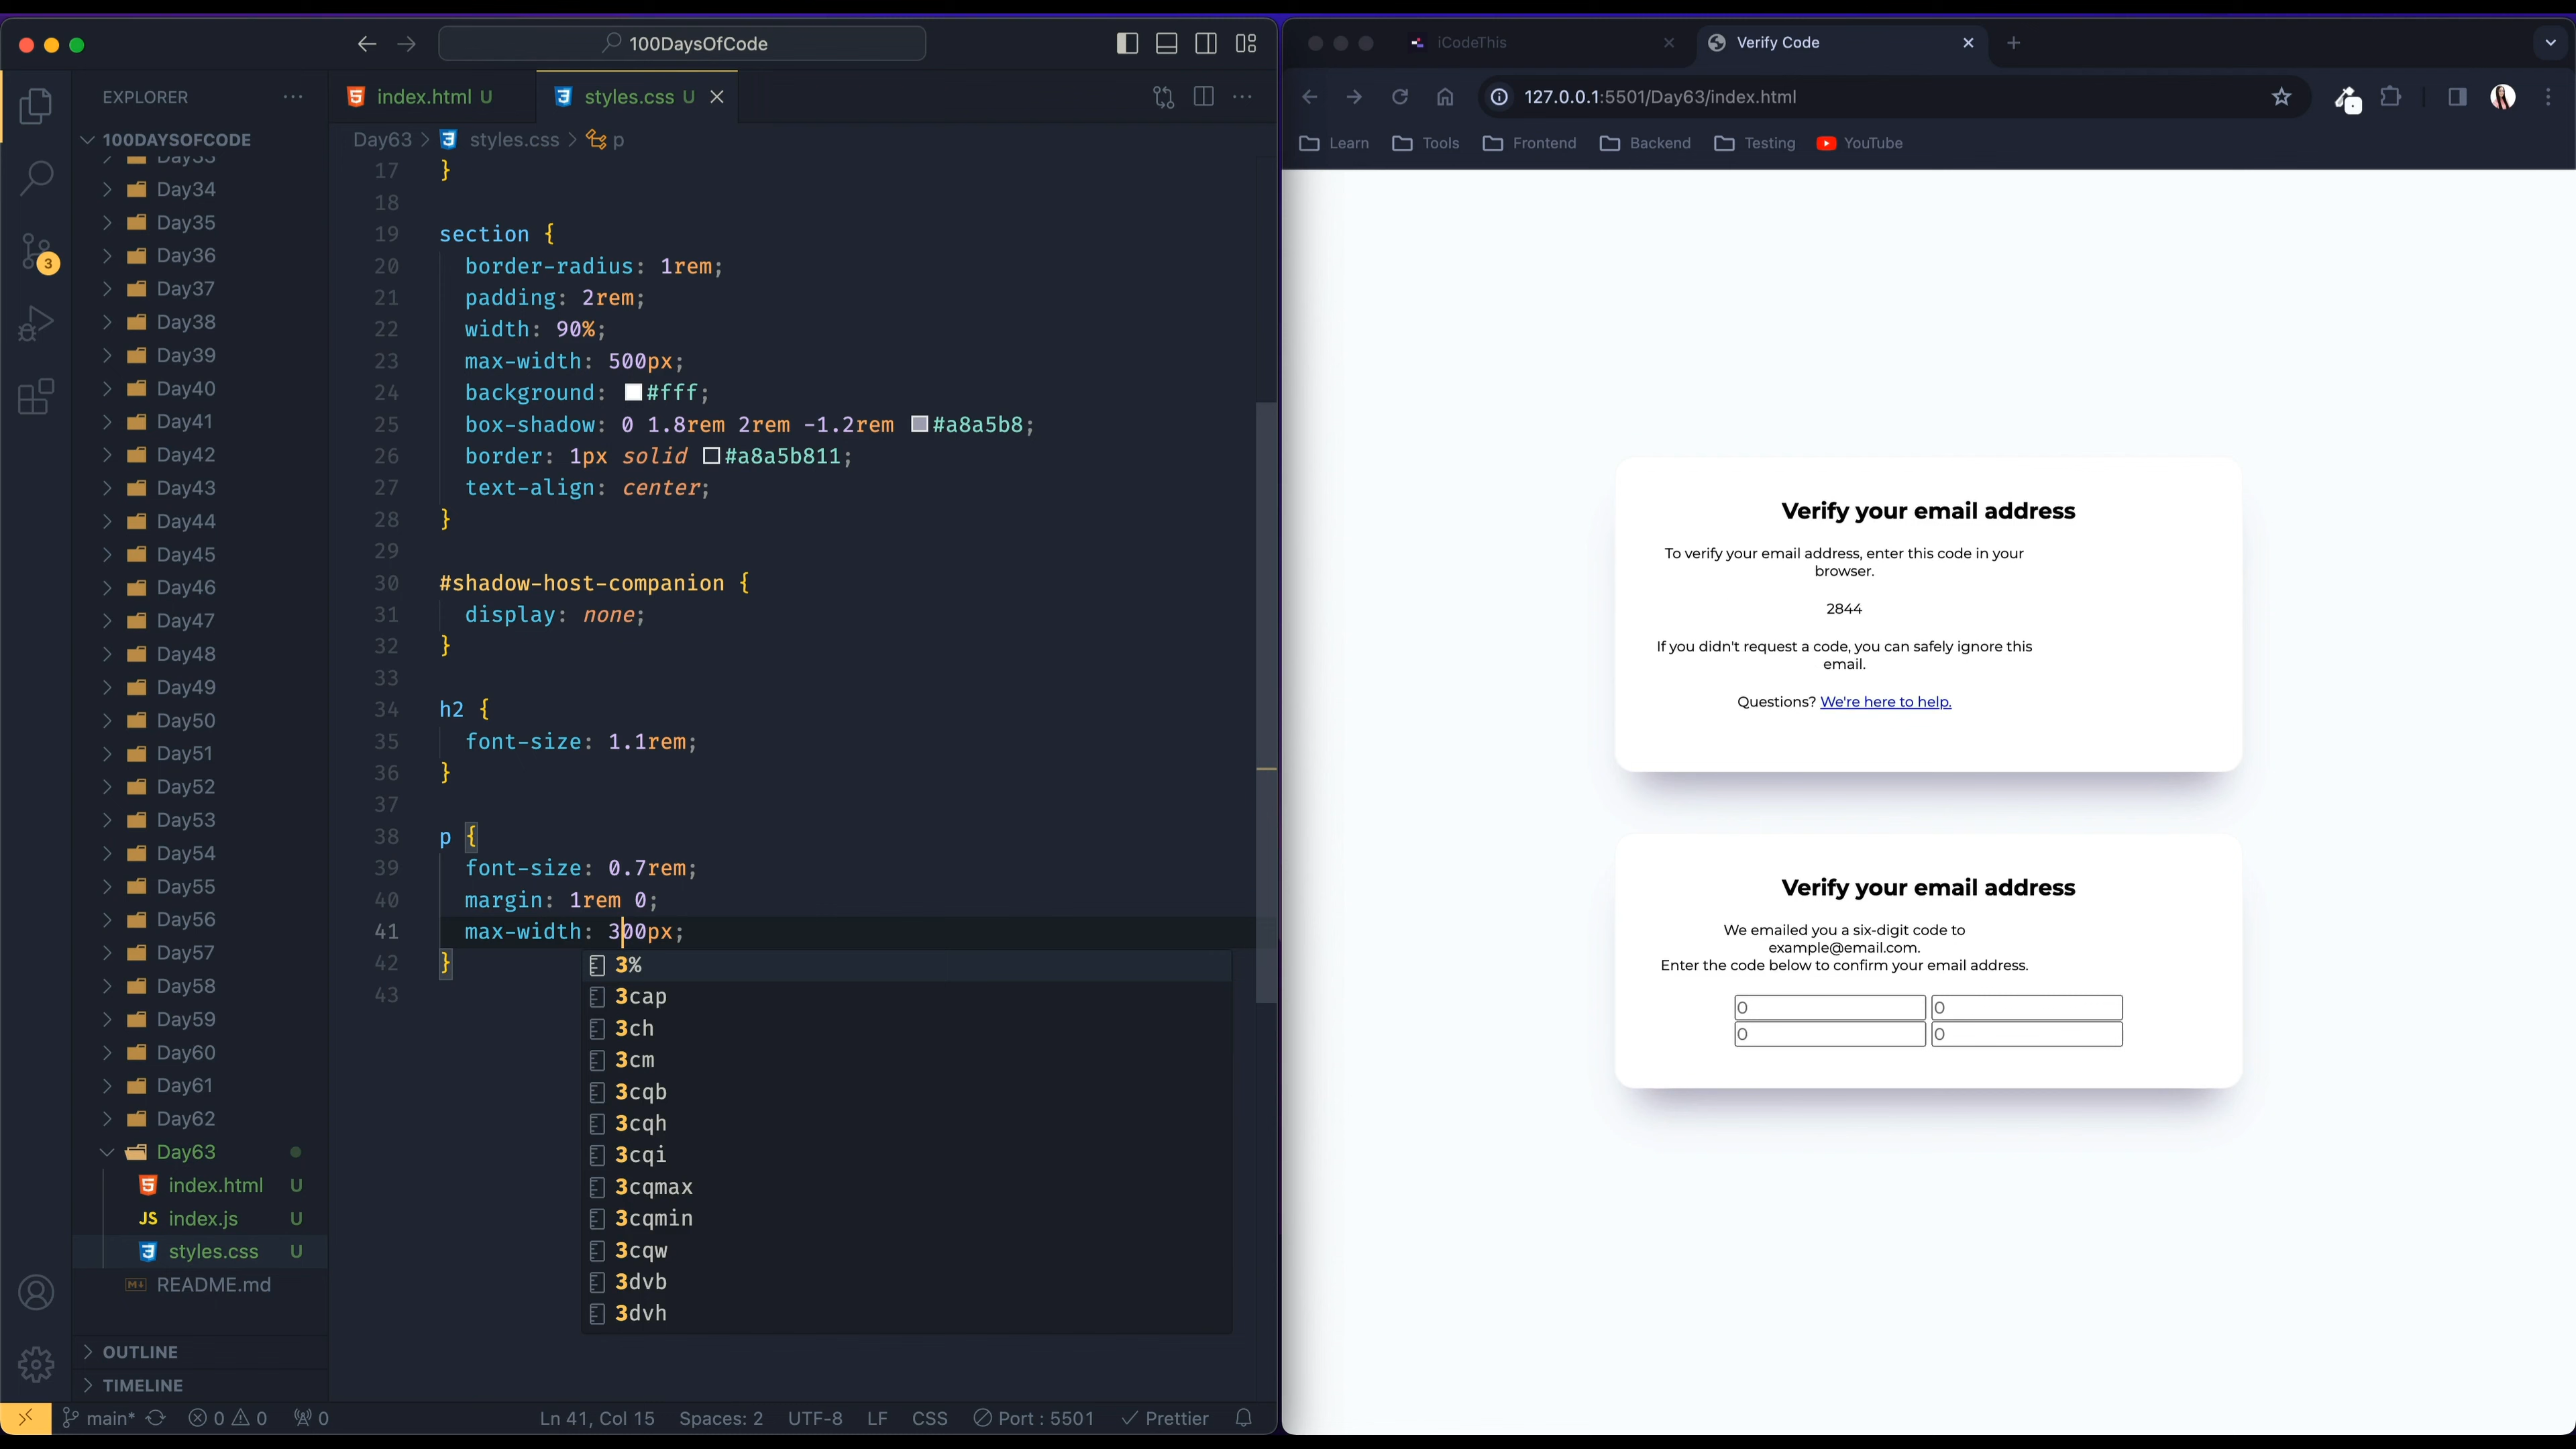 100DaysOfCode
EXPLORER
100DAYSOFCODE
Day33
Day34
Day35
Day36
Day37
Day38
Day39
Day40
Day41
Day42
Day43
Day44
Day45
Day46
Day47
Day48
Day49
Day50
Day51
Day52
Day53
Day54
Day55
Day56
Day57
Day58
Day59
Day60
Day61
Day62
Day63
index.html U
JS index.js U
styles.css U
README.md
OUTLINE
TIMELINE
3
index.html U
styles.css U
Day63 > styles.css > p
17 }
18
19 section {
20 border-radius: 1rem;
21 padding: 2rem;
22 width: 90%;
23 max-width: 500px;
24 background: #fff;
25 box-shadow: 0 1.8rem 2rem -1.2rem #a8a5b8;
26 border: 1px solid #a8a5b811;
27 text-align: center;
28 }
29
30 #shadow-host-companion {
31 display: none;
32 }
33
34 h2 {
35 font-size: 1.1rem;
36 }
37
38 p {
39 font-size: 0.7rem;
40 margin: 1rem 0;
41 max-width: 300px;
42 }
43
3%
3cap
3ch
3cm
3cqb
3cqh
3cqi
3cqmax
3cqmin
3cqw
3dvb
3dvh
main* 0 0 0 Ln 41, Col 15 Spaces: 2 UTF-8 LF CSS Port : 5501 Prettier
iCodeThis
Verify Code
127.0.0.1:5501/Day63/index.html
Learn Tools Frontend Backend Testing YouTube
Verify your email address
To verify your email address, enter this code in your
browser.
2844
If you didn't request a code, you can safely ignore this
email.
Questions? We're here to help.
Verify your email address
We emailed you a six-digit code to
example@email.com.
Enter the code below to confirm your email address.
0 0
0 0